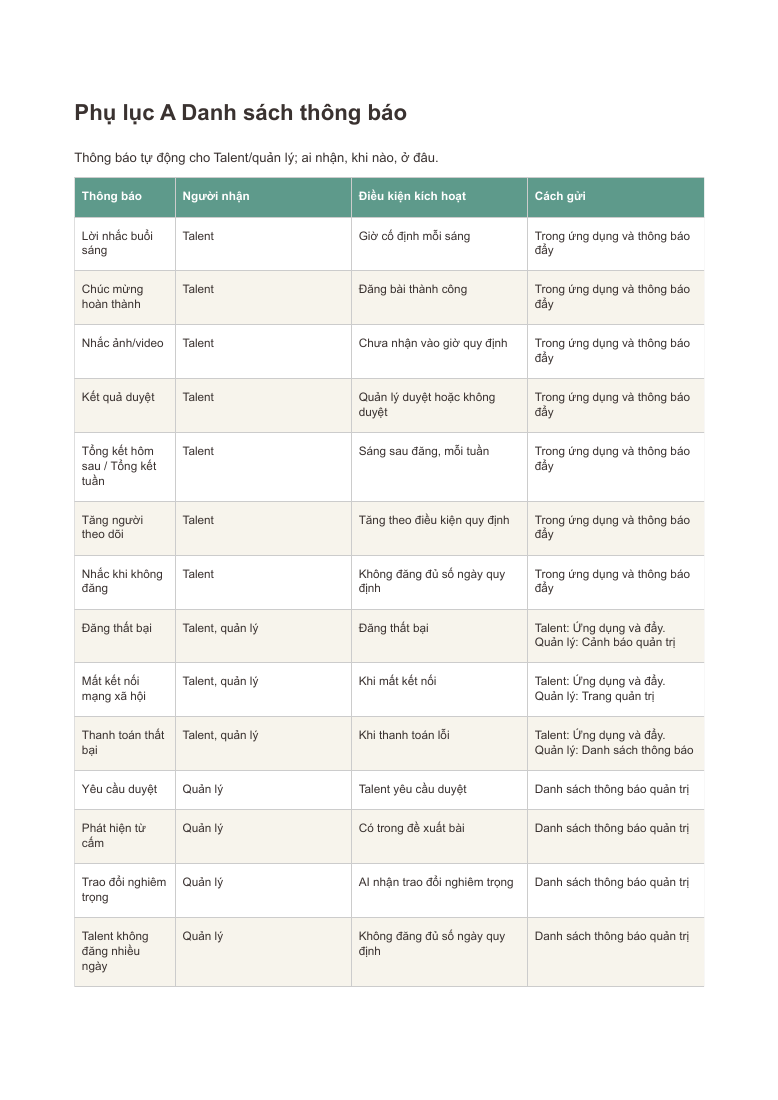 Phụ lục A Danh sách thông báo
Thông báo tự động cho Talent/quản lý; ai nhận, khi nào, ở đâu.
Thông báo Người nhận Điều kiện kích hoạt Cách gửi
Lời nhắc buổi Talent Giờ cố định mỗi sáng Trong ứng dụng và thông báo
sáng đẩy
Chúc mừng Talent Đăng bài thành công Trong ứng dụng và thông báo
hoàn thành đẩy
Nhắc ảnh/video Talent Chưa nhận vào giờ quy định Trong ứng dụng và thông báo
đẩy
Kết quả duyệt Talent Quản lý duyệt hoặc không Trong ứng dụng và thông báo
duyệt đẩy
Tổng kết hôm Talent Sáng sau đăng, mỗi tuần Trong ứng dụng và thông báo
sau / Tổng kết đẩy
tuần
Tăng người Talent Tăng theo điều kiện quy định Trong ứng dụng và thông báo
theo dõi đẩy
Nhắc khi không Talent Không đăng đủ số ngày quy Trong ứng dụng và thông báo
đăng định đẩy
Đăng thất bại Talent, quản lý Đăng thất bại Talent: Ứng dụng và đẩy.
Quản lý: Cảnh báo quản trị
Mất kết nối Talent, quản lý Khi mất kết nối Talent: Ứng dụng và đẩy.
mạng xã hội Quản lý: Trang quản trị
Thanh toán thất Talent, quản lý Khi thanh toán lỗi Talent: Ứng dụng và đẩy.
bại Quản lý: Danh sách thông báo
Yêu cầu duyệt Quản lý Talent yêu cầu duyệt Danh sách thông báo quản trị
Phát hiện từ Quản lý Có trong đề xuất bài Danh sách thông báo quản trị
cấm
Trao đổi nghiêm Quản lý AI nhận trao đổi nghiêm trọng Danh sách thông báo quản trị
trọng
Talent không Quản lý Không đăng đủ số ngày quy Danh sách thông báo quản trị
đăng nhiều định
ngày